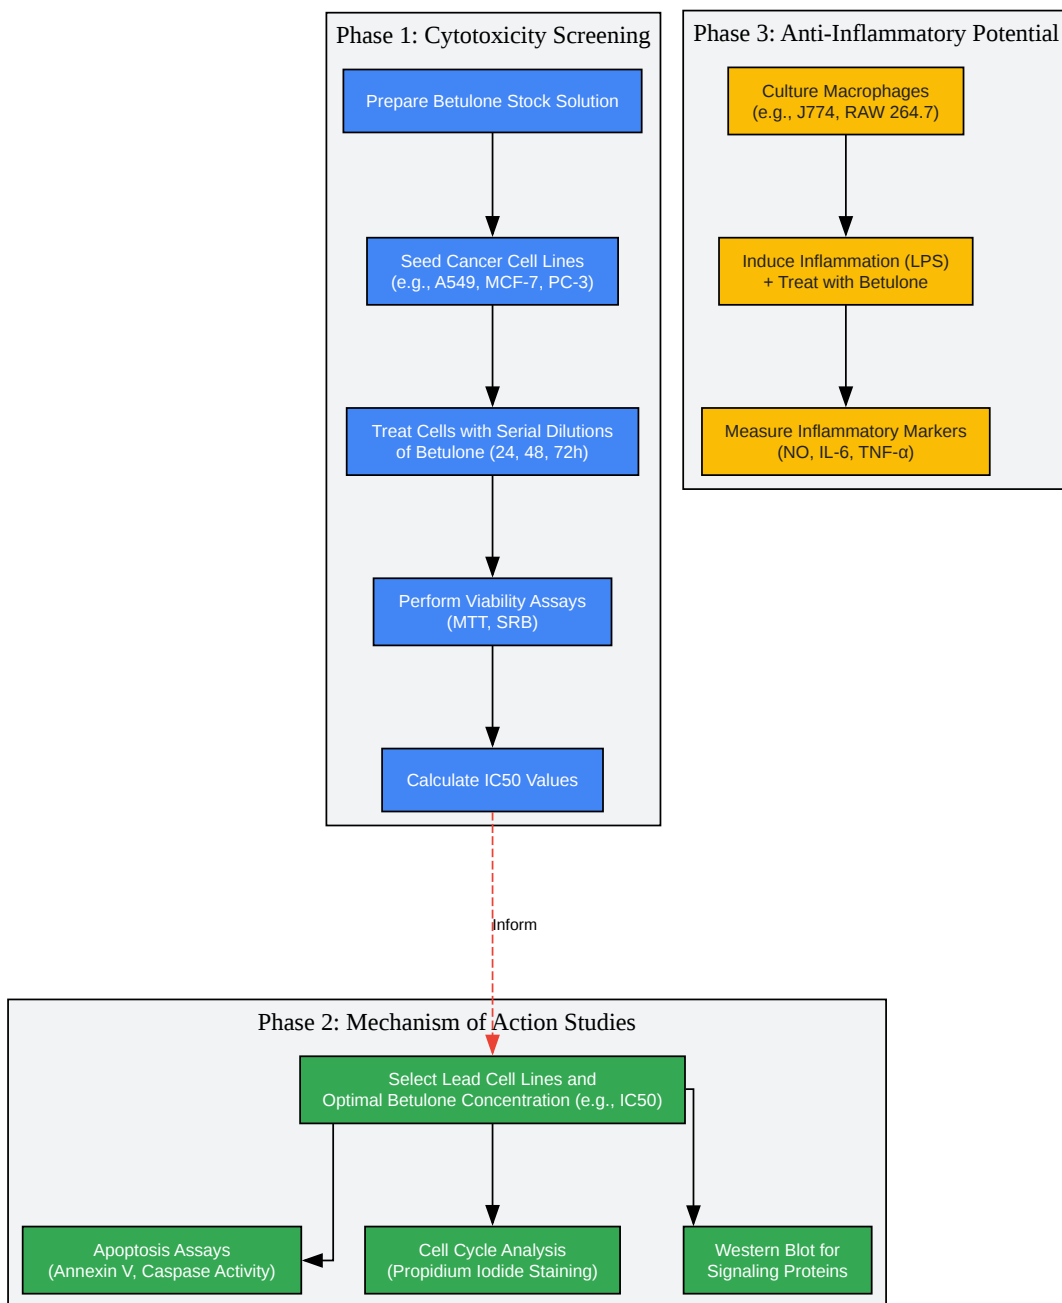 Phase 1: Cytotoxicity Screening
Prepare Betulone Stock Solution
Seed Cancer Cell Lines
(e.g., A549, MCF-7, PC-3)
Treat Cells with Serial Dilutions
of Betulone (24, 48, 72h)
Perform Viability Assays
(MTT, SRB)
Calculate IC50 Values
Phase 3: Anti-Inflammatory Potential
Culture Macrophages
(e.g., J774, RAW 264.7)
Induce Inflammation (LPS)
+ Treat with Betulone
Measure Inflammatory Markers
(NO, IL-6, TNF-α)
Inform
Phase 2: Mechanism of Action Studies
Select Lead Cell Lines and
Optimal Betulone Concentration (e.g., IC50)
Apoptosis Assays
(Annexin V, Caspase Activity)
Cell Cycle Analysis
(Propidium Iodide Staining)
Western Blot for
Signaling Proteins